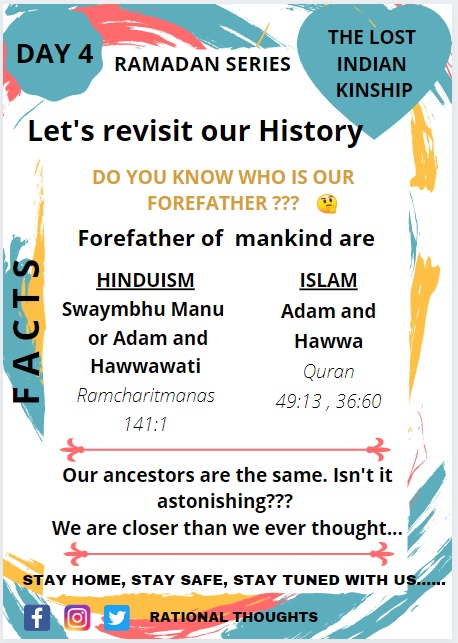 DAY 4
RAMADAN SERIES
THE LOST
INDIAN
KINSHIP
Let's revisit our History
DO YOU KNOW WHO IS OUR
FOREFATHER ??? 🤔
Forefather of mankind are
FACTS
HINDUISM
Swaymbhu Manu
or Adam and
Hawwawati
Ramcharitmanas
141:1
ISLAM
Adam and
Hawwa
Quran
49:13 , 36:60
Our ancestors are the same. Isn't it
astonishing???
We are closer than we ever thought...
STAY HOME, STAY SAFE, STAY TUNED WITH US......
RATIONAL THOUGHTS